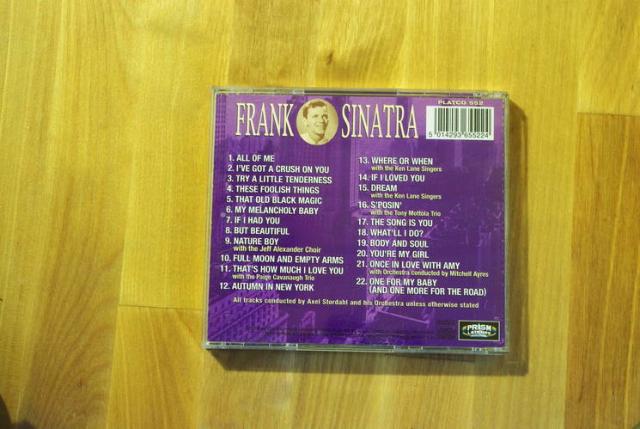 FRANK SINATRA
PLATCD 552
5 014293 655224
1. ALL OF ME
2. I'VE GOT A CRUSH ON YOU
3. TRY A LITTLE TENDERNESS
4. THESE FOOLISH THINGS
5. THAT OLD BLACK MAGIC
6. MY MELANCHOLY BABY
7. IF I HAD YOU
8. BUT BEAUTIFUL
9. NATURE BOY
with the Jeff Alexander Choir
10. FULL MOON AND EMPTY ARMS
11. THAT'S HOW MUCH I LOVE YOU
with the Page Cavanaugh Trio
12. AUTUMN IN NEW YORK
13. WHERE OR WHEN
with the Ken Lane Singers
14. IF I LOVED YOU
15. DREAM
with the Ken Lane Singers
16. S'POSIN'
with the Tony Mottola Trio
17. THE SONG IS YOU
18. WHAT'LL I DO?
19. BODY AND SOUL
20. YOU'RE MY GIRL
21. ONCE IN LOVE WITH AMY
with Orchestra conducted by Mitchell Ayres
22. ONE FOR MY BABY
(AND ONE MORE FOR THE ROAD)
All tracks conducted by Axel Stordahl and his Orchestra unless otherwise stated
PRISM